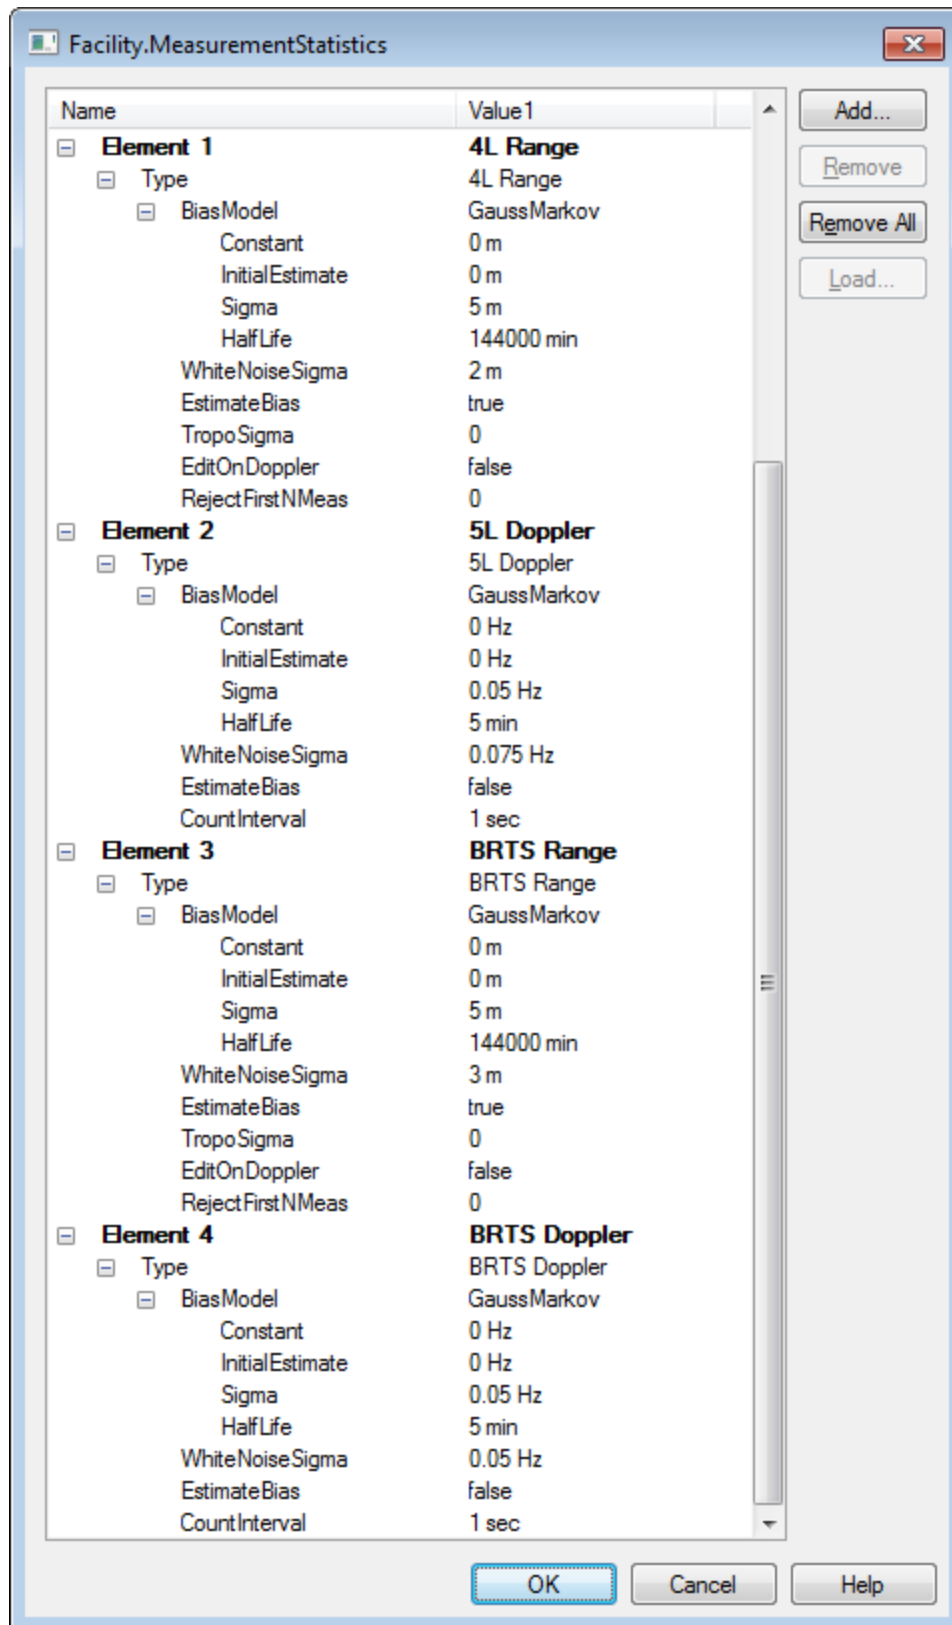 Facility.MeasurementStatistics
Name Value1
Element 1 4L Range
Type 4L Range
BiasModel GaussMarkov
Constant 0 m
InitialEstimate 0 m
Sigma 5 m
HalfLife 144000 min
WhiteNoiseSigma 2 m
EstimateBias true
TropoSigma 0
EditOnDoppler false
RejectFirstNMeas 0
Element 2 5L Doppler
Type 5L Doppler
BiasModel GaussMarkov
Constant 0 Hz
InitialEstimate 0 Hz
Sigma 0.05 Hz
HalfLife 5 min
WhiteNoiseSigma 0.075 Hz
EstimateBias false
CountInterval 1 sec
Element 3 BRTS Range
Type BRTS Range
BiasModel GaussMarkov
Constant 0 m
InitialEstimate 0 m
Sigma 5 m
HalfLife 144000 min
WhiteNoiseSigma 3 m
EstimateBias true
TropoSigma 0
EditOnDoppler false
RejectFirstNMeas 0
Element 4 BRTS Doppler
Type BRTS Doppler
BiasModel GaussMarkov
Constant 0 Hz
InitialEstimate 0 Hz
Sigma 0.05 Hz
HalfLife 5 min
WhiteNoiseSigma 0.05 Hz
EstimateBias false
CountInterval 1 sec
Add...
Remove
Remove All
Load...
OK Cancel Help